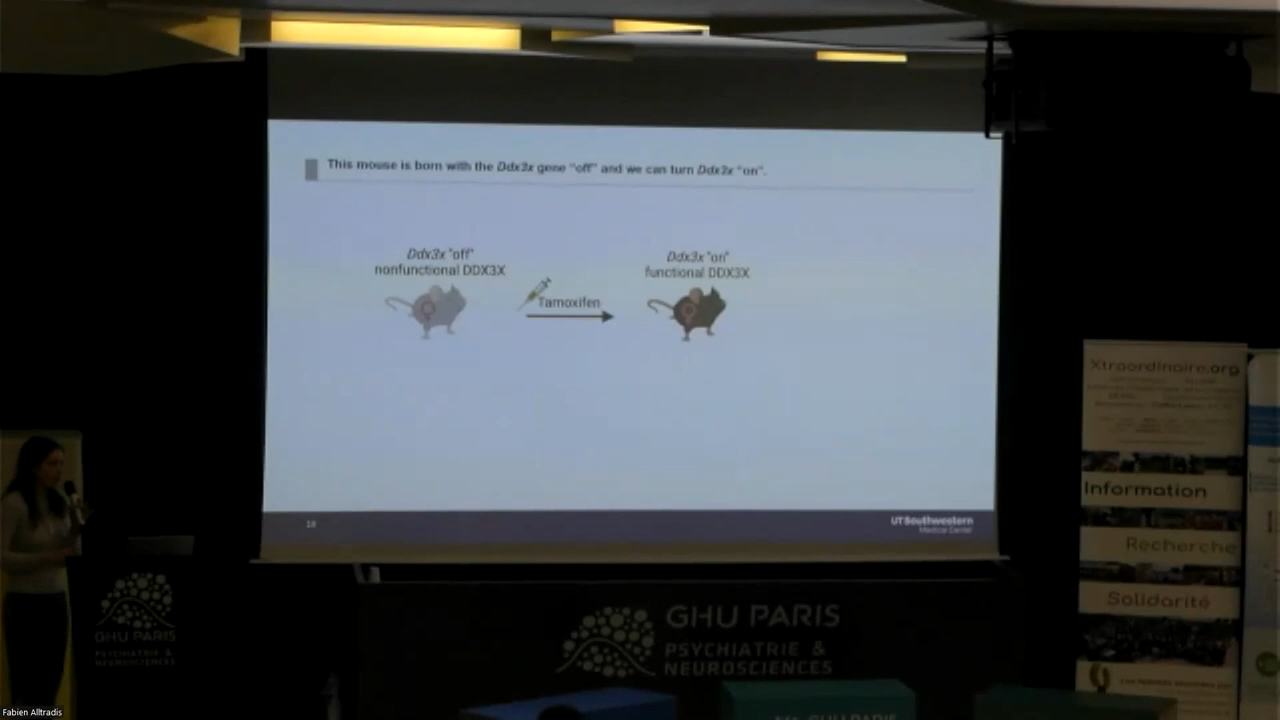 This mouse is born with the Ddx3x gene "off" and we can turn Ddx3x "on".
Ddx3x "off"
nonfunctional DDX3X
Tamoxifen
Ddx3x "on"
functional DDX3X
UTSouthwestern
Medical Center
GHU PARIS
PSYCHIATRIE &
NEUROSCIENCES
GHU PARIS
PSYCHIATRIE &
NEUROSCIENCES
Xtraordinaire.org
Information
Recherche
Solidarité
GHU PARIS
Fabien Alltradis